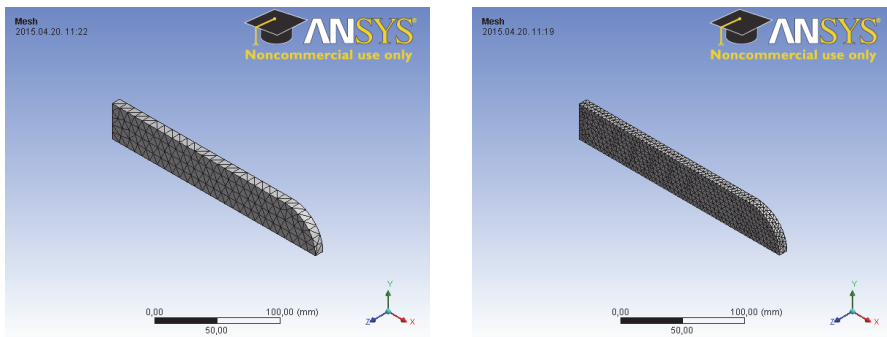 Mesh
2015.04.20. 11:22
ANSYS
Noncommercial use only
0,00
100,00 (mm)
50,00
Y
Z
X
Mesh
2015.04.20. 11:19
ANSYS
Noncommercial use only
0,00
100,00 (mm)
50,00
Y
Z
X